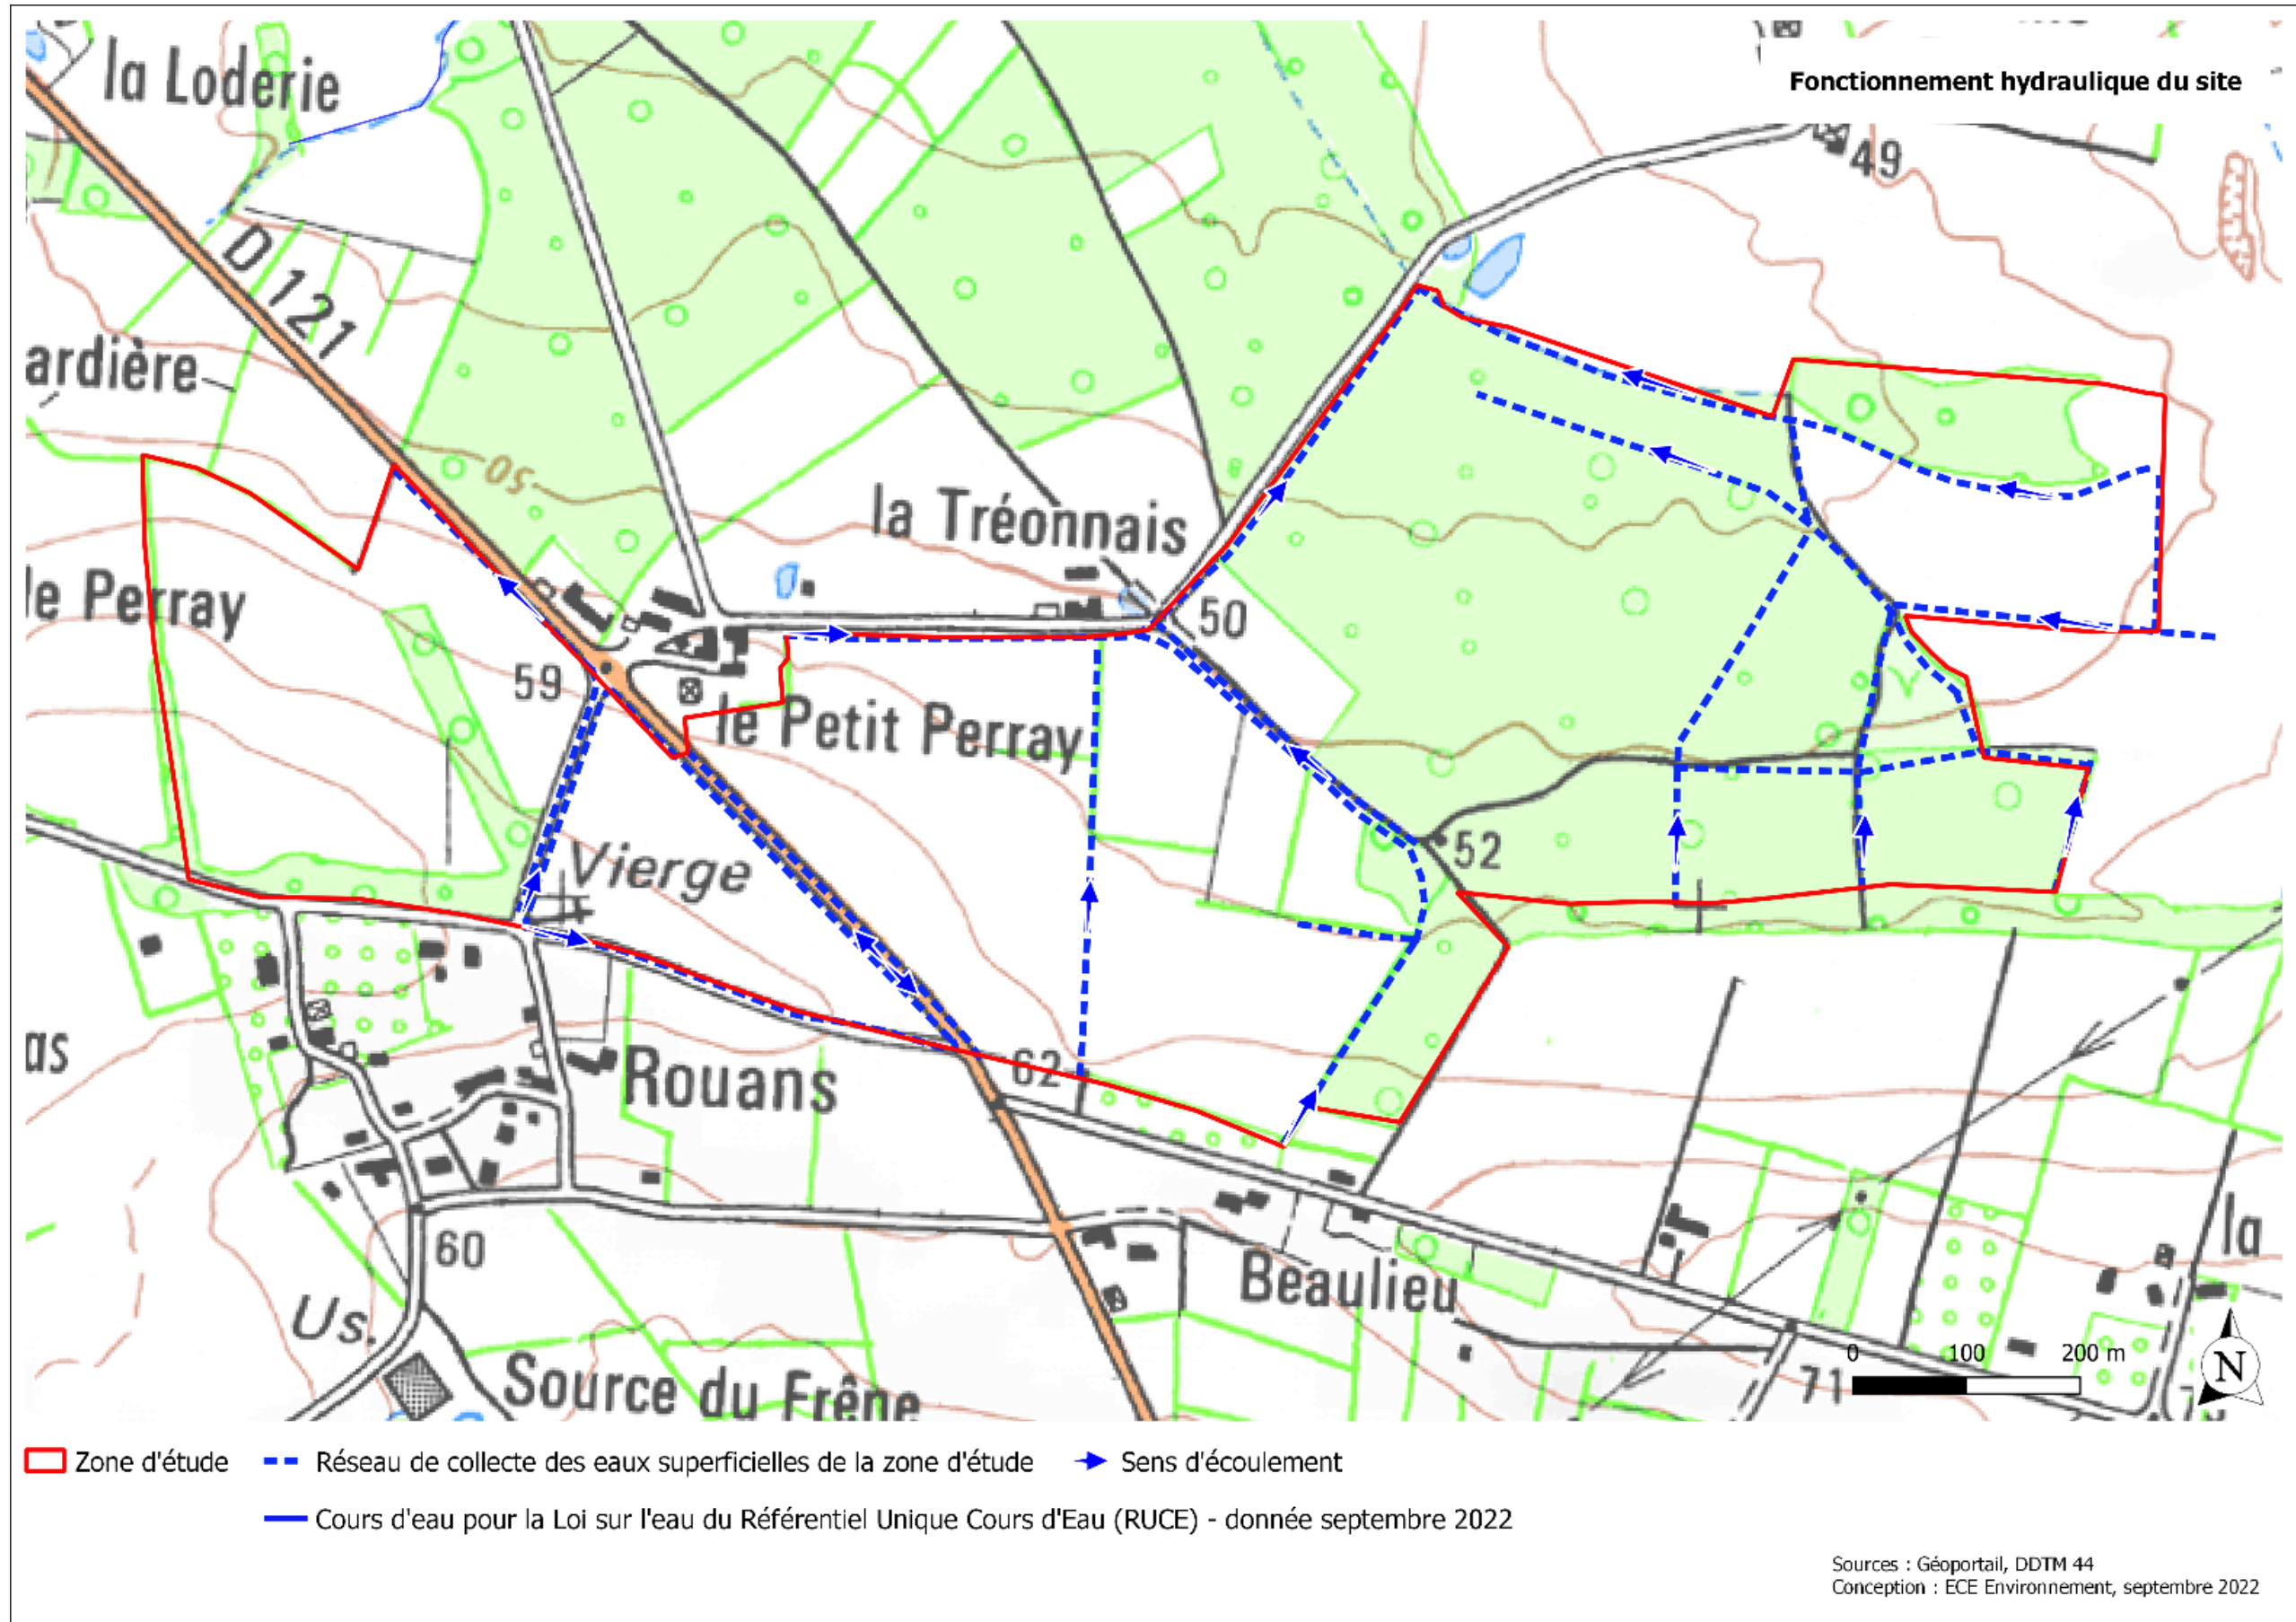 Fonctionnement hydraulique du site
la Loderie
49
D 121
ardière
50
la Tréonnais
le Perray
50
59
le Petit Perray
Vierge
52
as
62
Rouans
60
Beaulieu
la
Us.
Source du Frêne
71
0 100 200 m
N
Zone d'étude
Réseau de collecte des eaux superficielles de la zone d'étude
Sens d'écoulement
Cours d'eau pour la Loi sur l'eau du Référentiel Unique Cours d'Eau (RUCE) - donnée septembre 2022
Sources : Géoportail, DDTM 44
Conception : ECE Environnement, septembre 2022